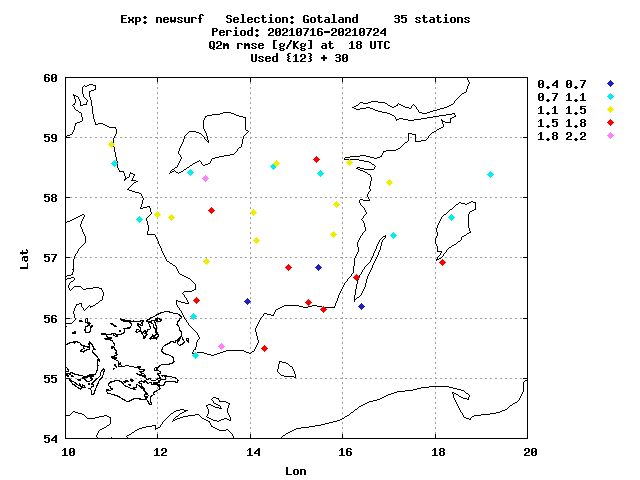 Exp: newsurf Selection: Gotaland 35 stations
Period: 20210716-20210724
Q2m rmse [g/Kg] at 18 UTC
Used {12} + 30
0.4 0.7
0.7 1.1
1.1 1.5
1.5 1.8
1.8 2.2
60
59
58
57
56
55
54
Lat
10 12 14 16 18 20
Lon